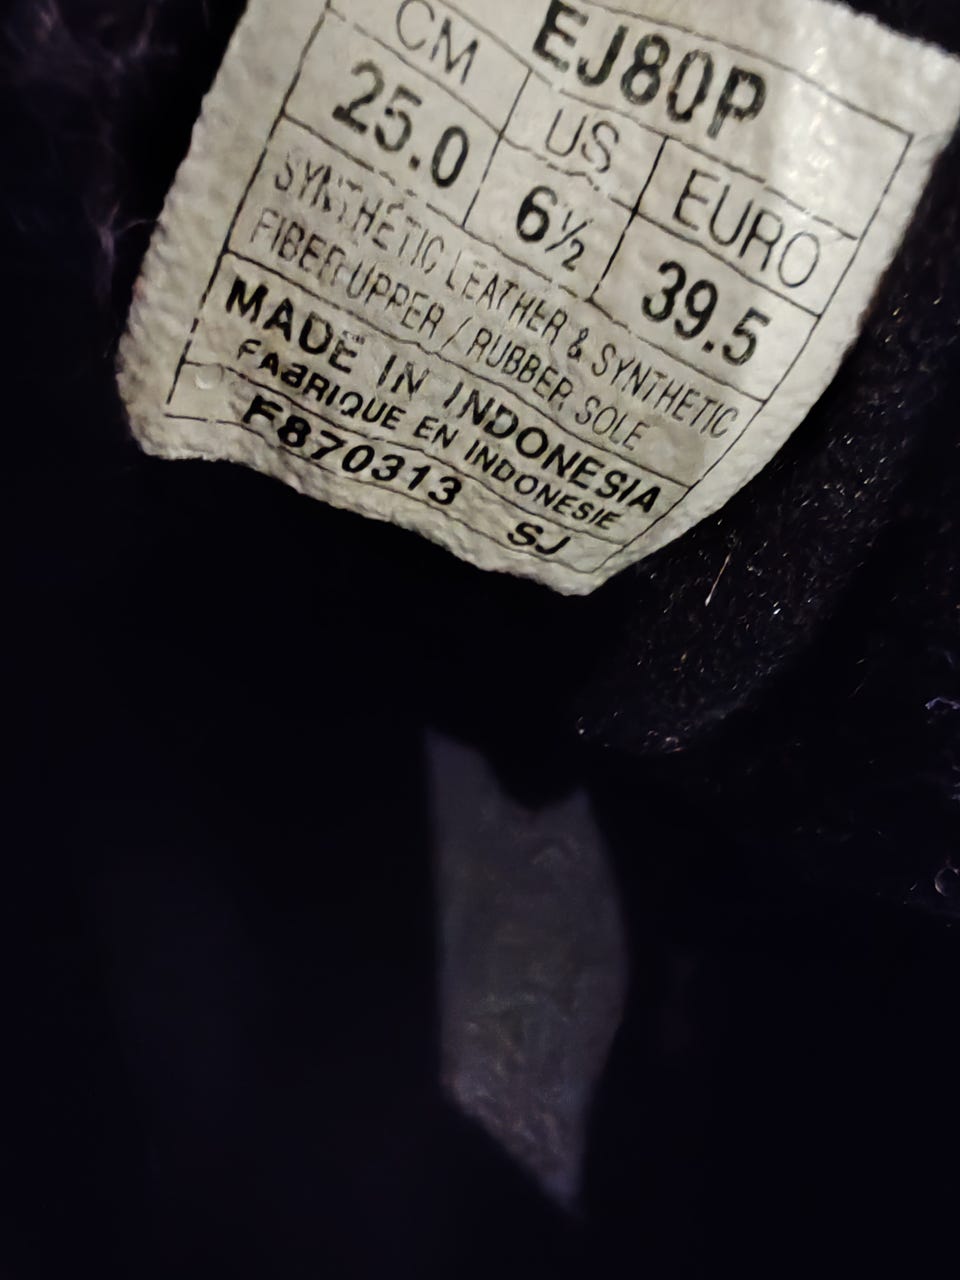 EJ80P
CM US EURO
25.0 6½ 39.5
SYNTHETIC LEATHER & SYNTHETIC
FIBER UPPER / RUBBER SOLE
MADE IN INDONESIA
FABRIQUE EN INDONESIE
F870313 SJ